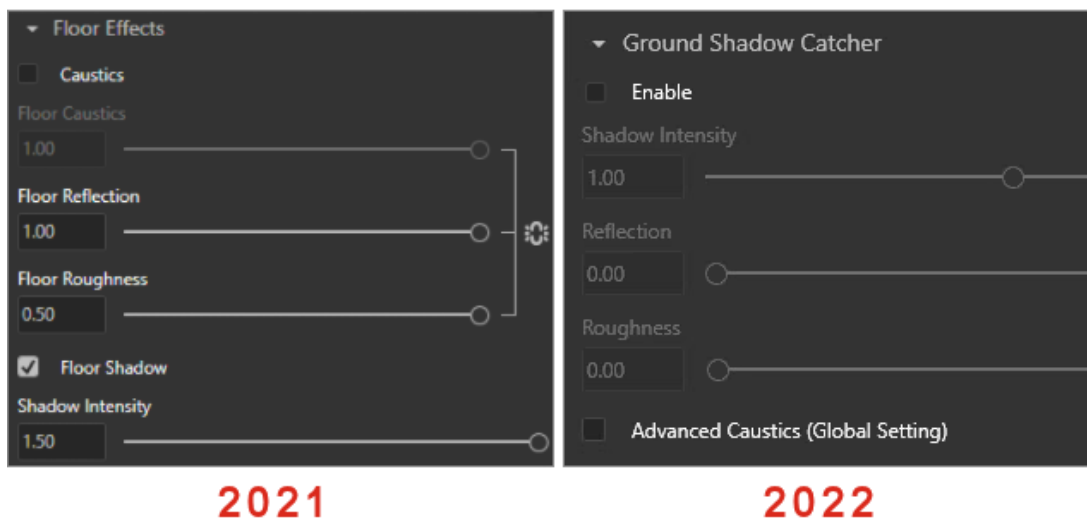 Floor Effects
Caustics
Floor Caustics
1.00
Floor Reflection
1.00
Floor Roughness
0.50
Floor Shadow
Shadow Intensity
1.50
2021
Ground Shadow Catcher
Enable
Shadow Intensity
1.00
Reflection
0.00
Roughness
0.00
Advanced Caustics (Global Setting)
2022